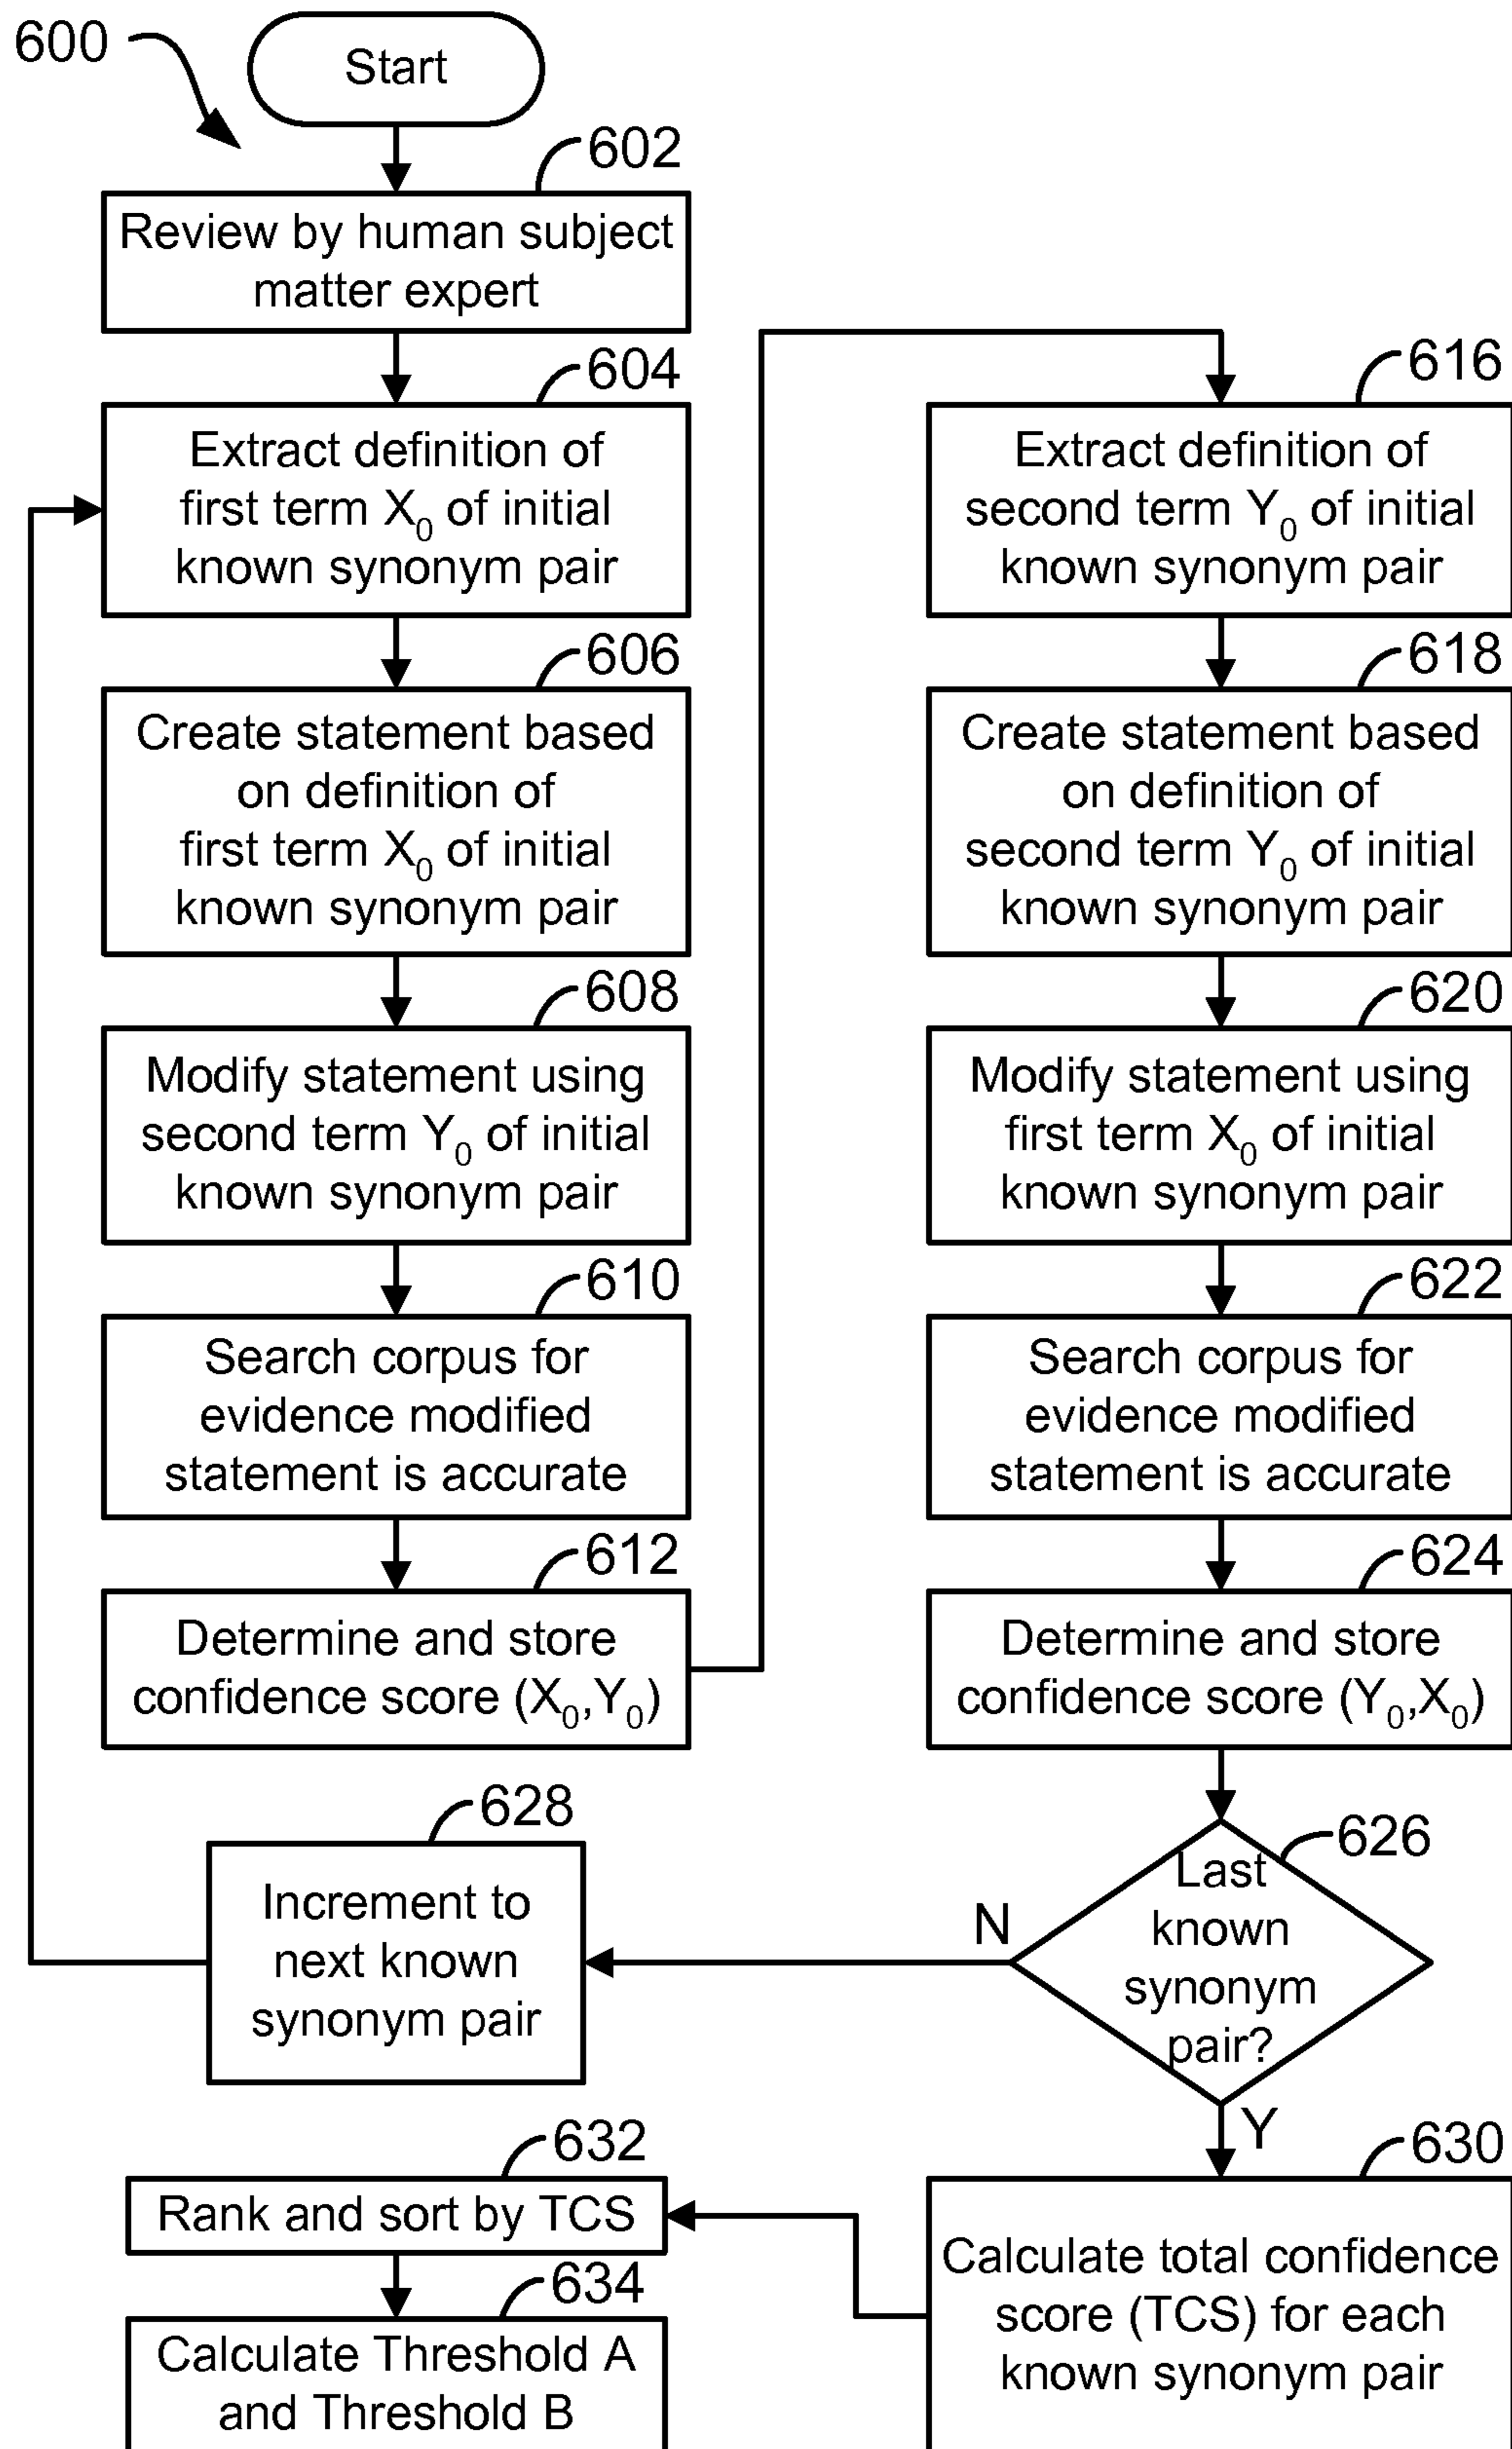 600
Start
602
Review by human subject
matter expert
604
Extract definition of
first term X₀ of initial
known synonym pair
606
Create statement based
on definition of
first term X₀ of initial
known synonym pair
608
Modify statement using
second term Y₀ of initial
known synonym pair
610
Search corpus for
evidence modified
statement is accurate
612
Determine and store
confidence score (X₀,Y₀)
616
Extract definition of
second term Y₀ of initial
known synonym pair
618
Create statement based
on definition of
second term Y₀ of initial
known synonym pair
620
Modify statement using
first term X₀ of initial
known synonym pair
622
Search corpus for
evidence modified
statement is accurate
624
Determine and store
confidence score (Y₀,X₀)
626
Last
known
synonym
pair?
N
628
Increment to
next known
synonym pair
Y
630
Calculate total confidence
score (TCS) for each
known synonym pair
632
Rank and sort by TCS
634
Calculate Threshold A
and Threshold B